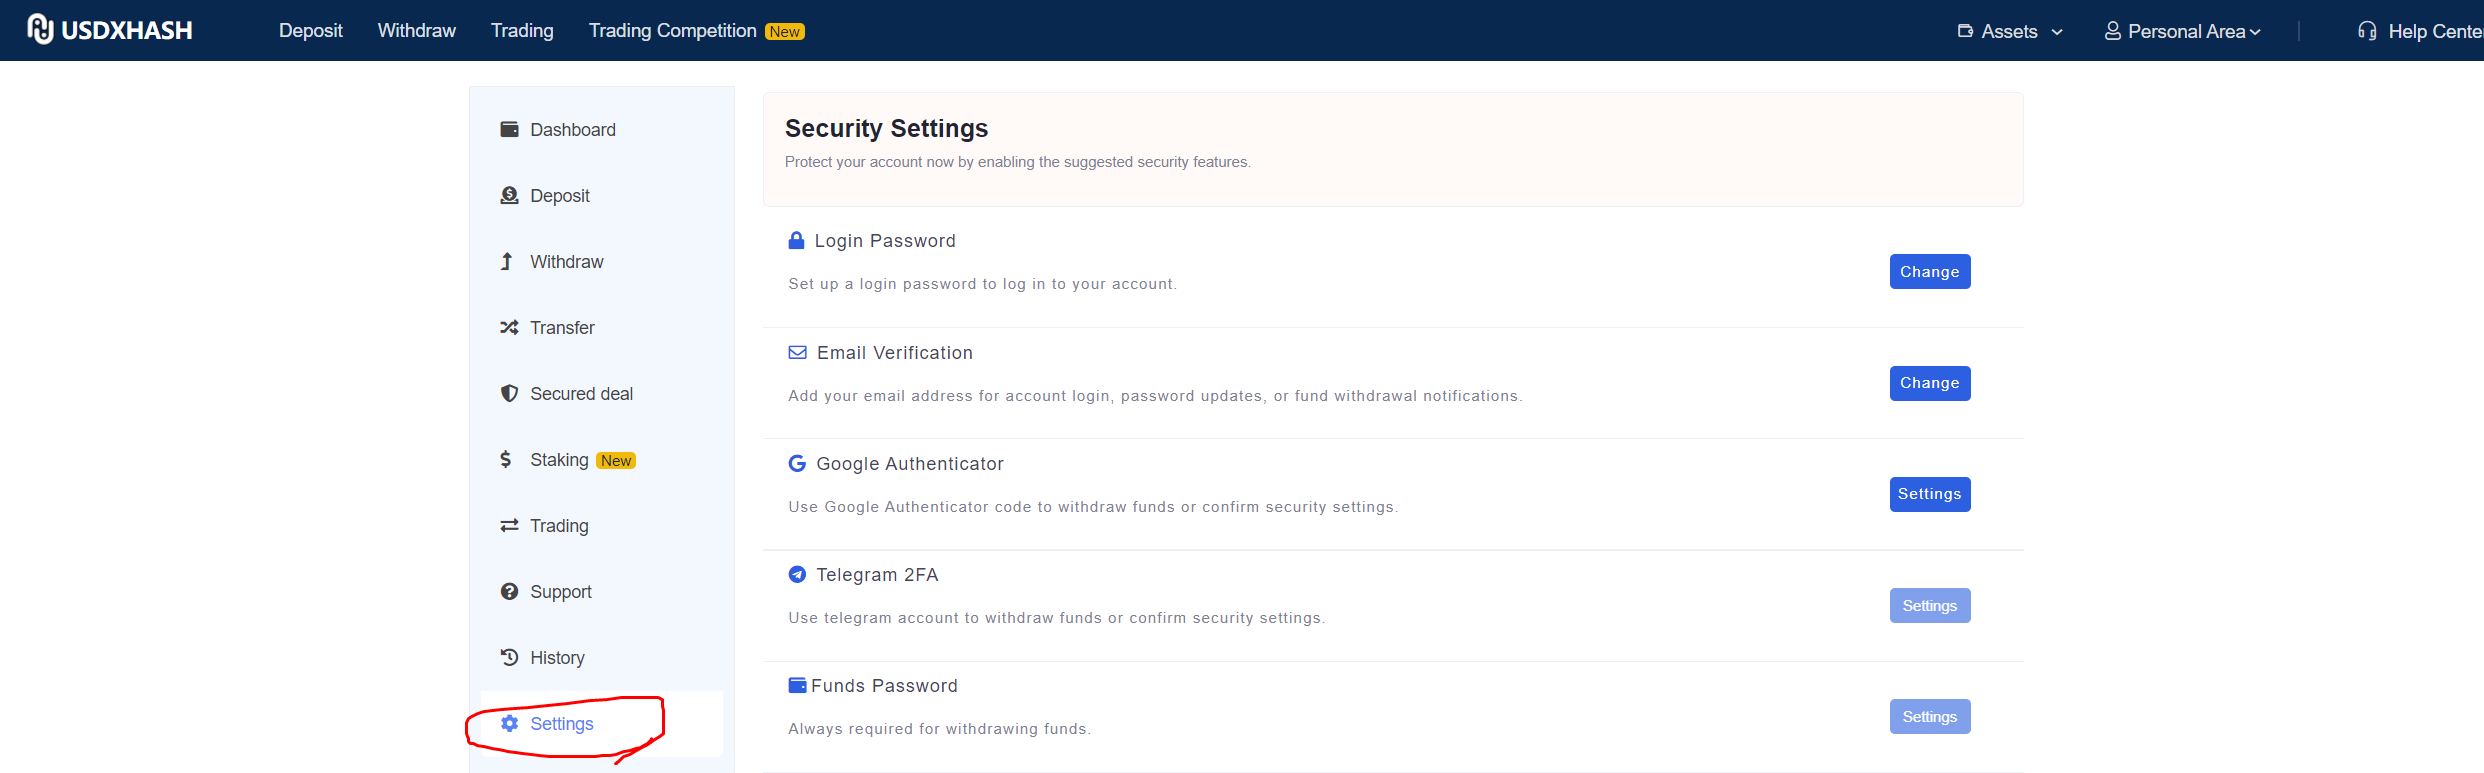 USDXHASH Deposit Withdraw Trading Trading Competition New Assets Personal Area Help Cente
Dashboard
Deposit
Withdraw
Transfer
Secured deal
Staking New
Trading
Support
History
Settings
Security Settings
Protect your account now by enabling the suggested security features.
Login Password
Set up a login password to log in to your account.
Change
Email Verification
Add your email address for account login, password updates, or fund withdrawal notifications.
Change
Google Authenticator
Use Google Authenticator code to withdraw funds or confirm security settings.
Settings
Telegram 2FA
Use telegram account to withdraw funds or confirm security settings.
Settings
Funds Password
Always required for withdrawing funds.
Settings